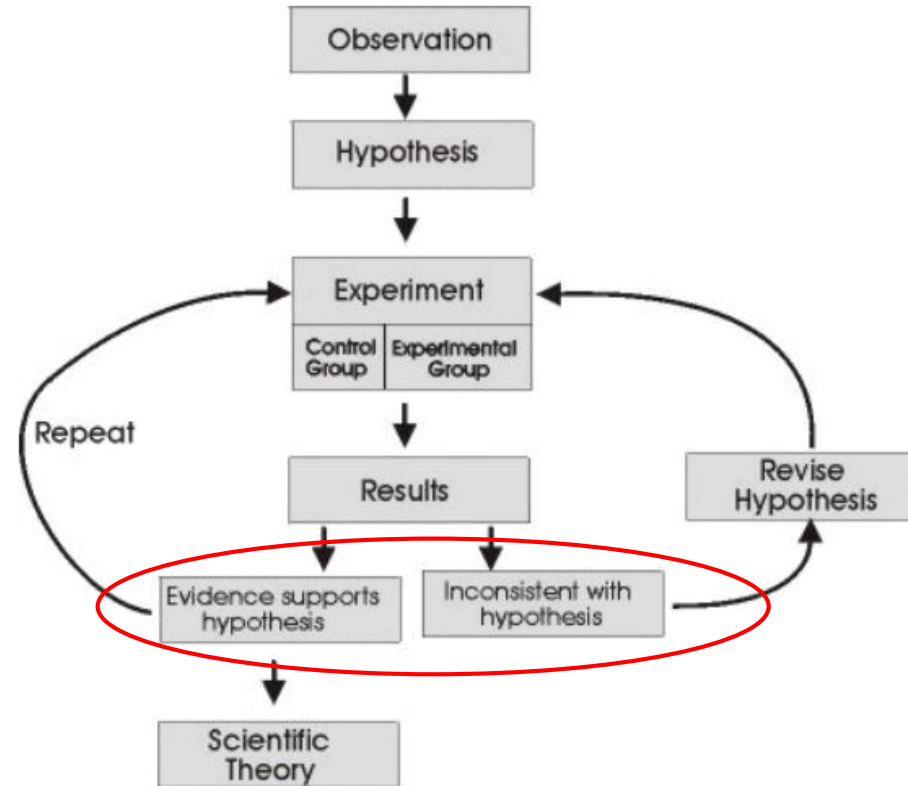 Observation
Hypothesis
Experiment
Control
Group
Experimental
Group
Repeat
Results
Revise
Hypothesis
Evidence supports
hypothesis
Inconsistent with
hypothesis
Scientific
Theory